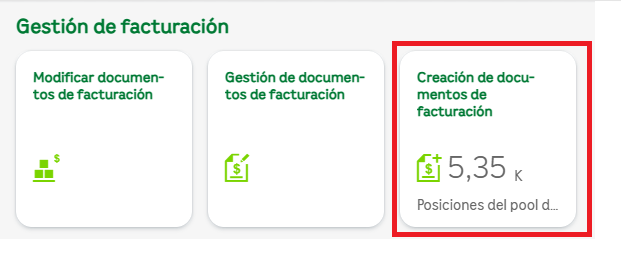 Gestión de facturación
Modificar documen-
tos de facturación
Gestión de documen-
tos de facturación
Creación de docu-
mentos de
facturación
$
$
$
5,35 K
Posiciones del pool d...